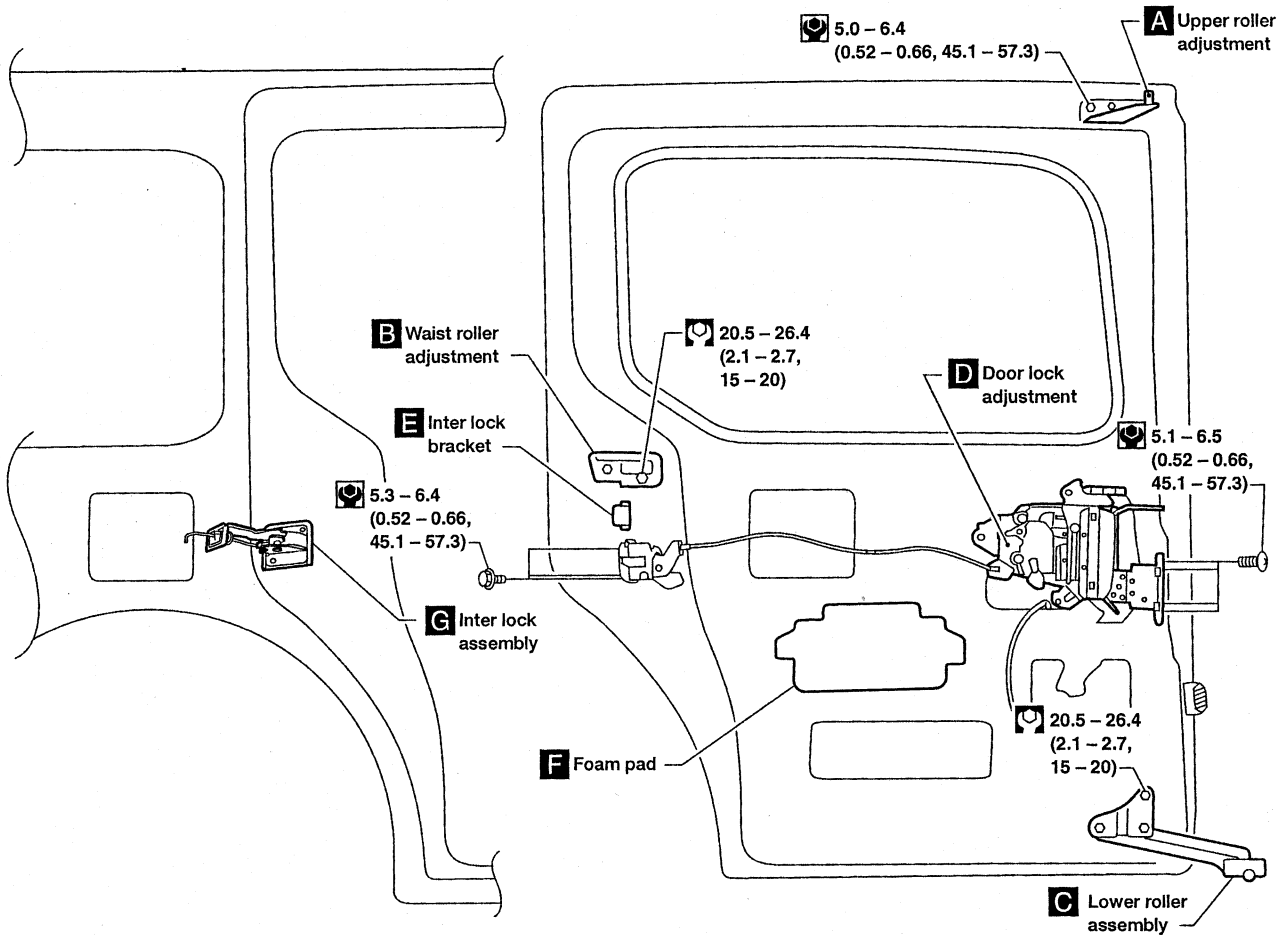 5.0 – 6.4
(0.52 – 0.66, 45.1 – 57.3)
A Upper roller
adjustment
B Waist roller
adjustment
20.5 – 26.4
(2.1 – 2.7,
15 – 20)
D Door lock
adjustment
E Inter lock
bracket
5.1 – 6.5
(0.52 – 0.66,
45.1 – 57.3)
5.3 – 6.4
(0.52 – 0.66,
45.1 – 57.3)
G Inter lock
assembly
F Foam pad
20.5 – 26.4
(2.1 – 2.7,
15 – 20)
C Lower roller
assembly